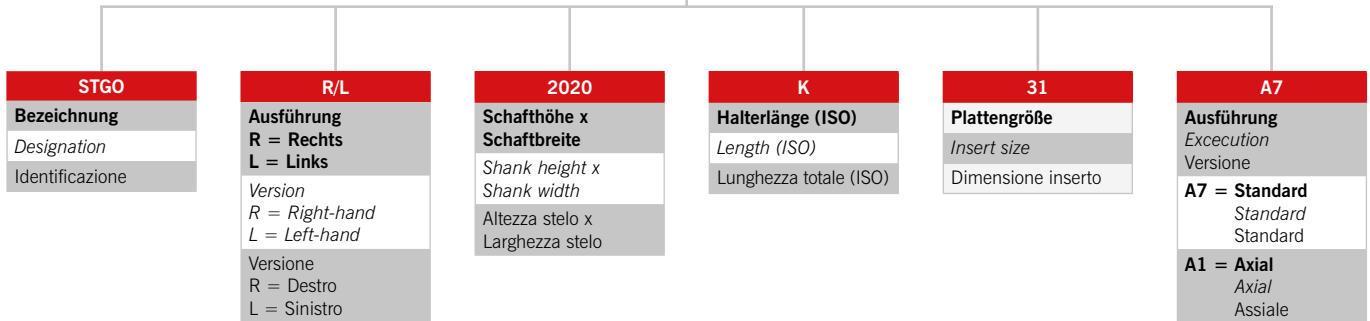 STGO
Bezeichnung
Designation
Identificazione
R/L
Ausführung
R = Rechts
L = Links
Version
R = Right-hand
L = Left-hand
Versione
R = Destro
L = Sinistro
2020
Schafthöhe x
Schaftbreite
Shank height x
Shank width
Altezza stelo x
Larghezza stelo
K
Halterlänge (ISO)
Length (ISO)
Lunghezza totale (ISO)
31
Plattengröße
Insert size
Dimensione inserto
A7
Ausführung
Excecution
Versione
A7 = Standard
Standard
Standard
A1 = Axial
Axial
Assiale